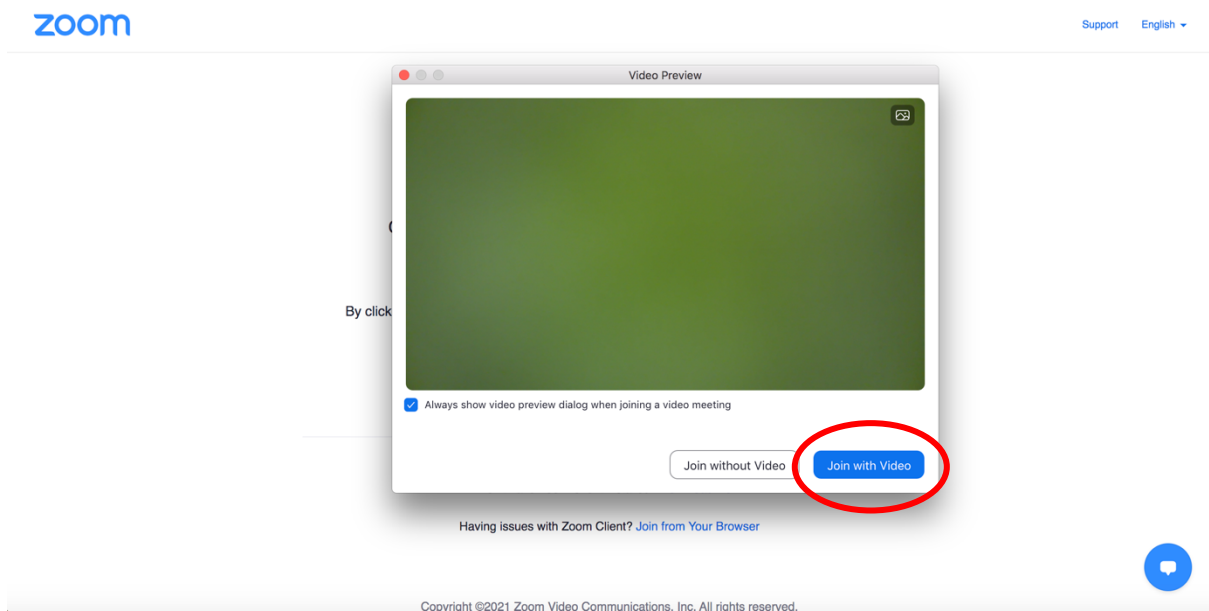 zoom
Support English
Video Preview
By click
Always show video preview dialog when joining a video meeting
Join without Video Join with Video
Having issues with Zoom Client? Join from Your Browser
Copyright ©2021 Zoom Video Communications, Inc. All rights reserved.